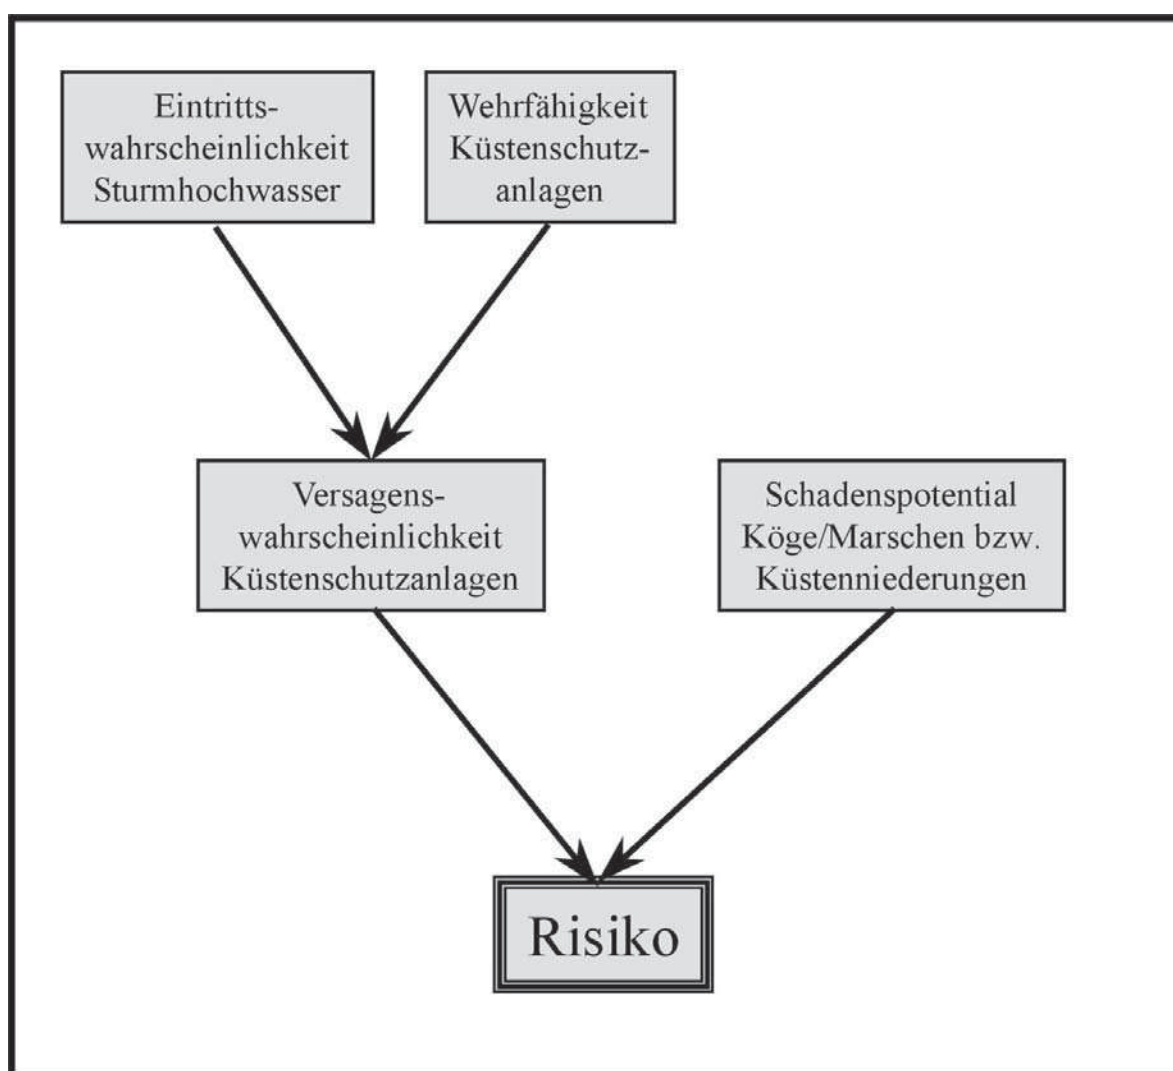 Eintritts-
wahrscheinlichkeit
Sturmhochwasser
Wehrfähigkeit
Küstenschutz-
anlagen
Versagens-
wahrscheinlichkeit
Küstenschutzanlagen
Schadenspotential
Köge/Marschen bzw.
Küstenniederungen
Risiko